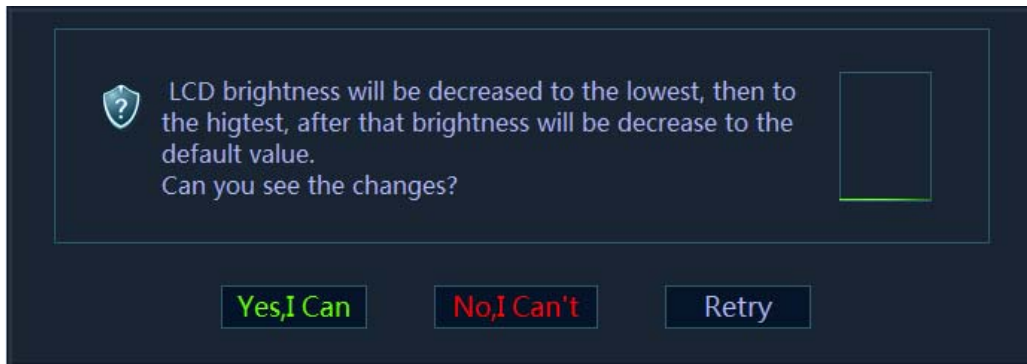 LCD brightness will be decreased to the lowest, then to
the higtest, after that brightness will be decrease to the
default value.
Can you see the changes?
Yes,I Can
No,I Can't
Retry